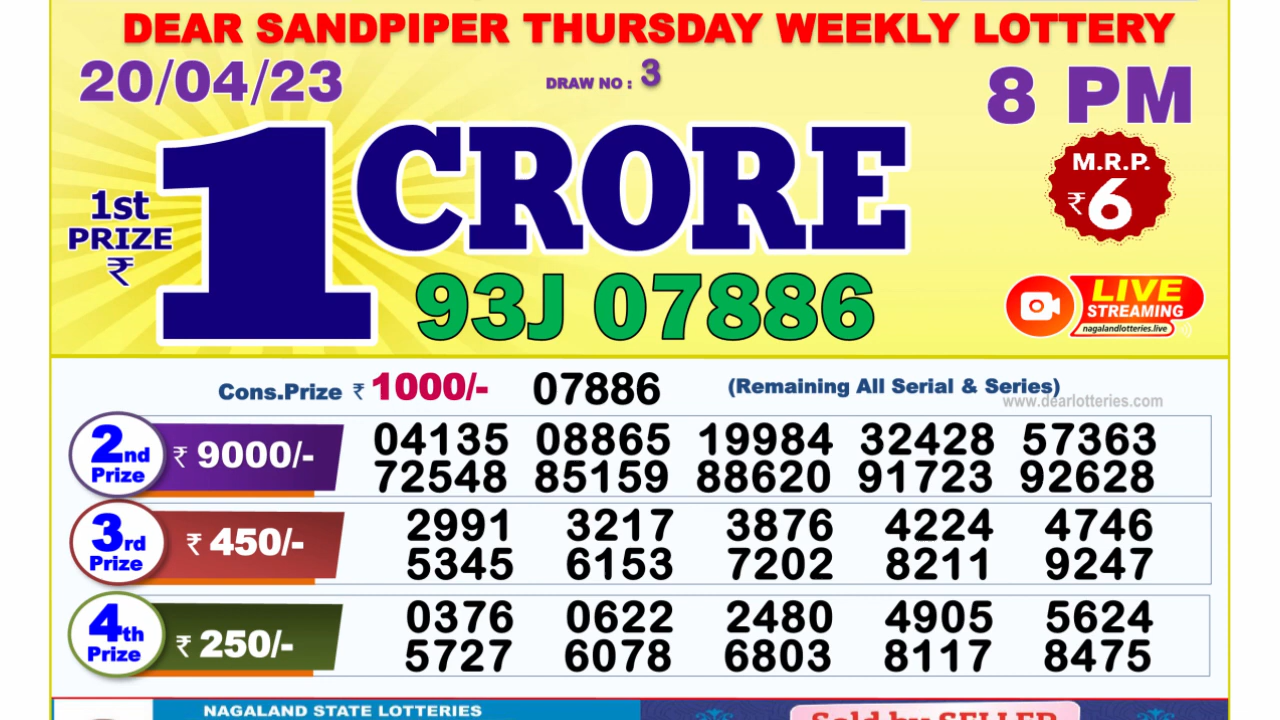 DEAR SANDPIPER THURSDAY WEEKLY LOTTERY
20/04/23
DRAW NO : 3
8 PM
1st
PRIZE
₹
1 CRORE
M.R.P.
₹6
93J 07886
LIVE
STREAMING
nagalandlotteries.live
Cons.Prize ₹ 1000/- 07886 (Remaining All Serial & Series)
www.dearlotteries.com
2nd Prize ₹ 9000/-
04135 08865 19984 32428 57363
72548 85159 88620 91723 92628
3rd Prize ₹ 450/-
2991 3217 3876 4224 4746
5345 6153 7202 8211 9247
4th Prize ₹ 250/-
0376 0622 2480 4905 5624
5727 6078 6803 8117 8475
NAGALAND STATE LOTTERIES
Sold by SELLER